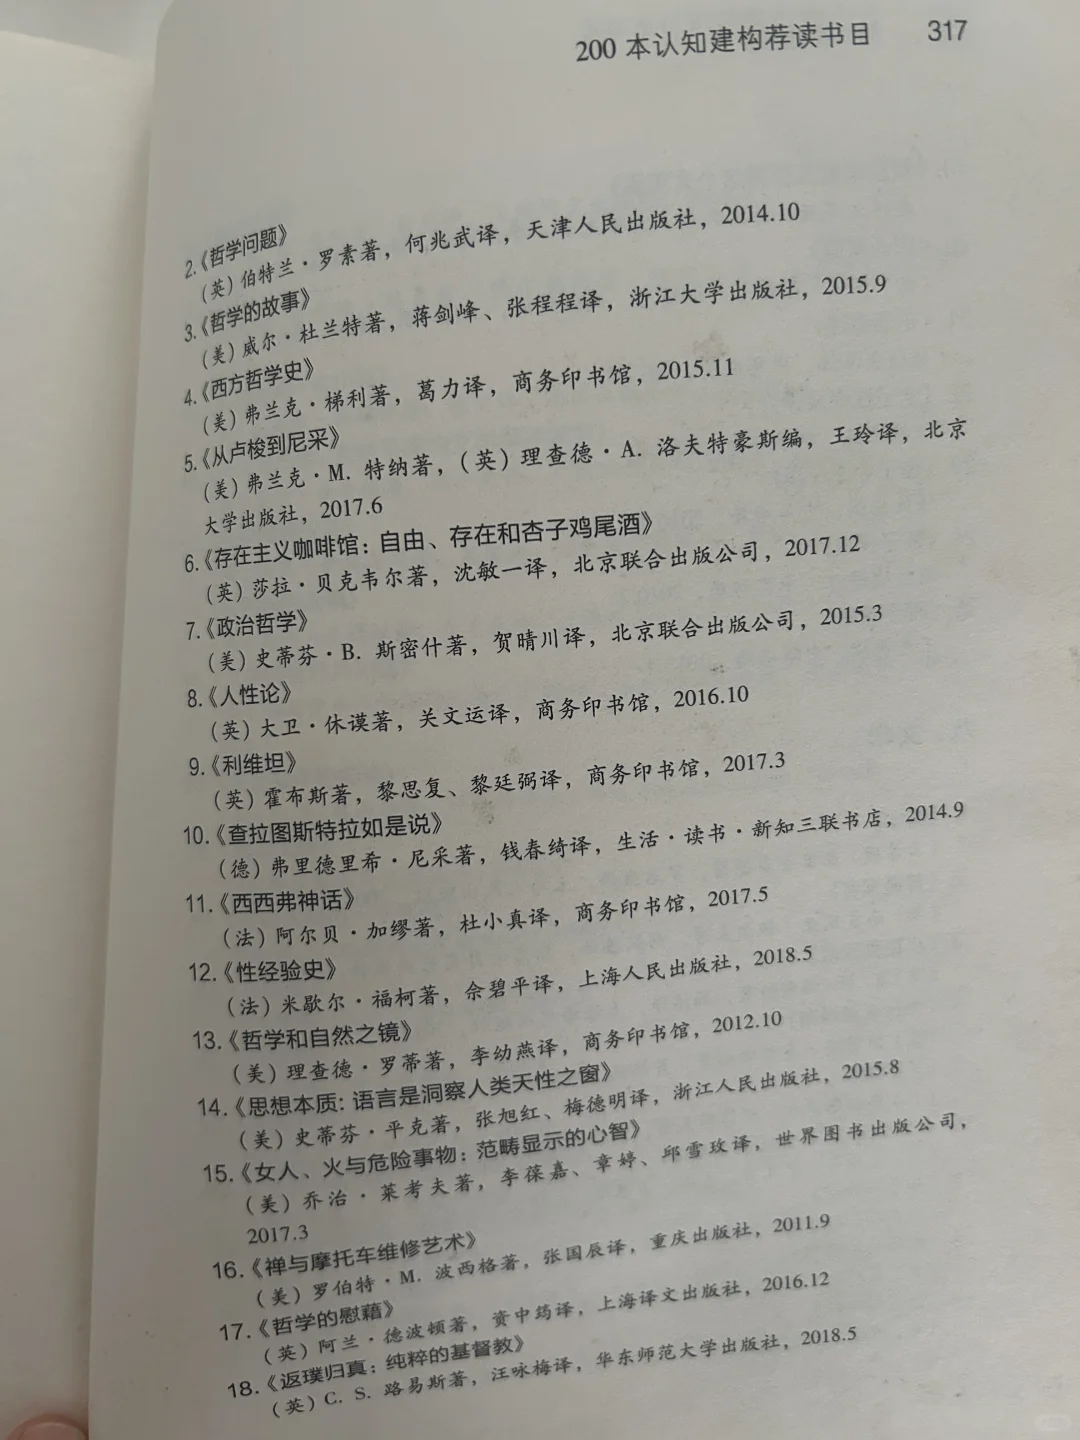 200 本认知建构荐读书目 317
2.《哲学问题》
(英)伯特兰·罗素著，何兆武译，天津人民出版社，2014.10
3.《哲学的故事》
(美)威尔·杜兰特著，蒋剑峰、张程程译，浙江大学出版社，2015.9
4.《西方哲学史》
(美)弗兰克·梯利著，葛力译，商务印书馆，2015.11
5.《从卢梭到尼采》
(美)弗兰克·M. 特纳著，(英)理查德·A. 洛夫特豪斯编，王玲译，北京
大学出版社，2017.6
6.《存在主义咖啡馆：自由、存在和杏子鸡尾酒》
(英)莎拉·贝克韦尔著，沈敏一译，北京联合出版公司，2017.12
7.《政治哲学》
(美)史蒂芬·B. 斯密什著，贺晴川译，北京联合出版公司，2015.3
8.《人性论》
(英)大卫·休谟著，关文运译，商务印书馆，2016.10
9.《利维坦》
(英)霍布斯著，黎思复、黎廷弼译，商务印书馆，2017.3
10.《查拉图斯特拉如是说》
(德)弗里德里希·尼采著，钱春绮译，生活·读书·新知三联书店，2014.9
11.《西西弗神话》
(法)阿尔贝·加缪著，杜小真译，商务印书馆，2017.5
12.《性经验史》
(法)米歇尔·福柯著，佘碧平译，上海人民出版社，2018.5
13.《哲学和自然之镜》
(美)理查德·罗蒂著，李幼燕译，商务印书馆，2012.10
14.《思想本质：语言是洞察人类天性之窗》
(美)史蒂芬·平克著，张旭红、梅德明译，浙江人民出版社，2015.8
15.《女人、火与危险事物：范畴显示的心智》
(美)乔治·莱考夫著，李葆嘉、章婷、邱雪玫译，世界图书出版公司，
2017.3
16.《禅与摩托车维修艺术》
(美)罗伯特·M. 波西格著，张国辰译，重庆出版社，2011.9
17.《哲学的慰藉》
(英)阿兰·德波顿著，资中筠译，上海译文出版社，2016.12
18.《返璞归真：纯粹的基督教》
(英)C. S. 路易斯著，汪咏梅译，华东师范大学出版社，2018.5